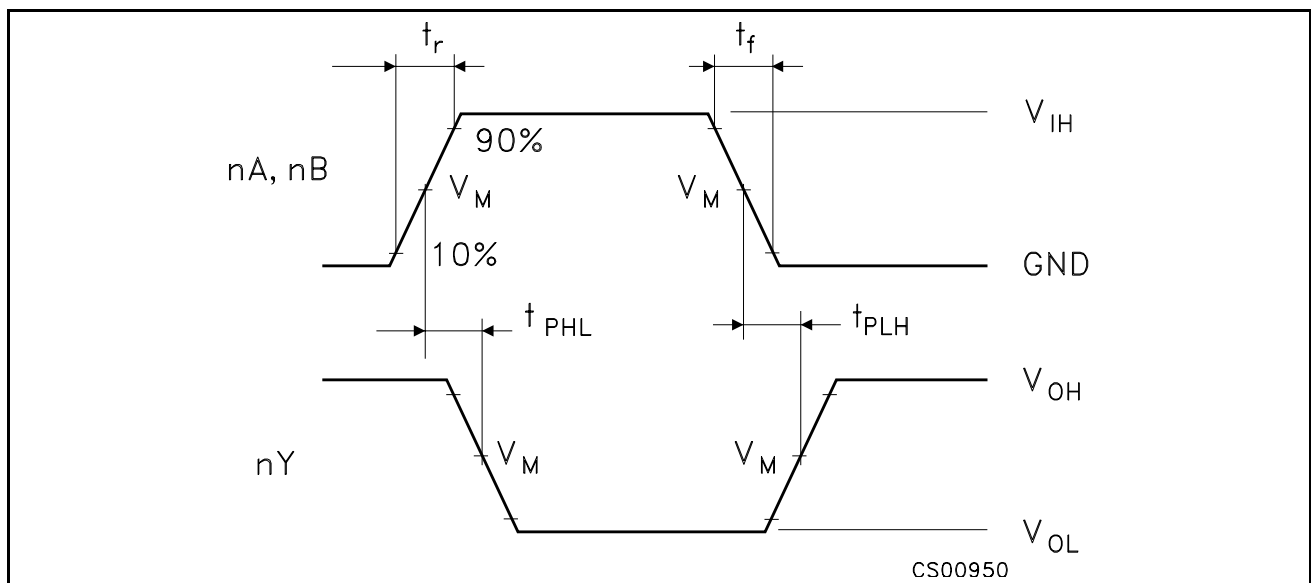 tr
tf
VIH
90%
nA, nB
VM
VM
10%
GND
tPHL
tPLH
VOH
VM
VM
nY
VOL
CS00950